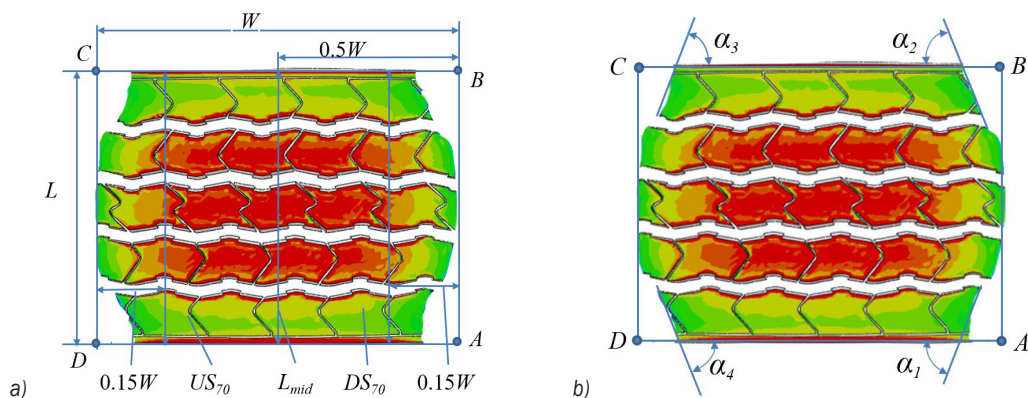 W
C
0.5W
B
L
D
A
0.15W
US70
Lmid
DS70
0.15W
a)
α3
α2
C
B
D
A
α4
α1
b)